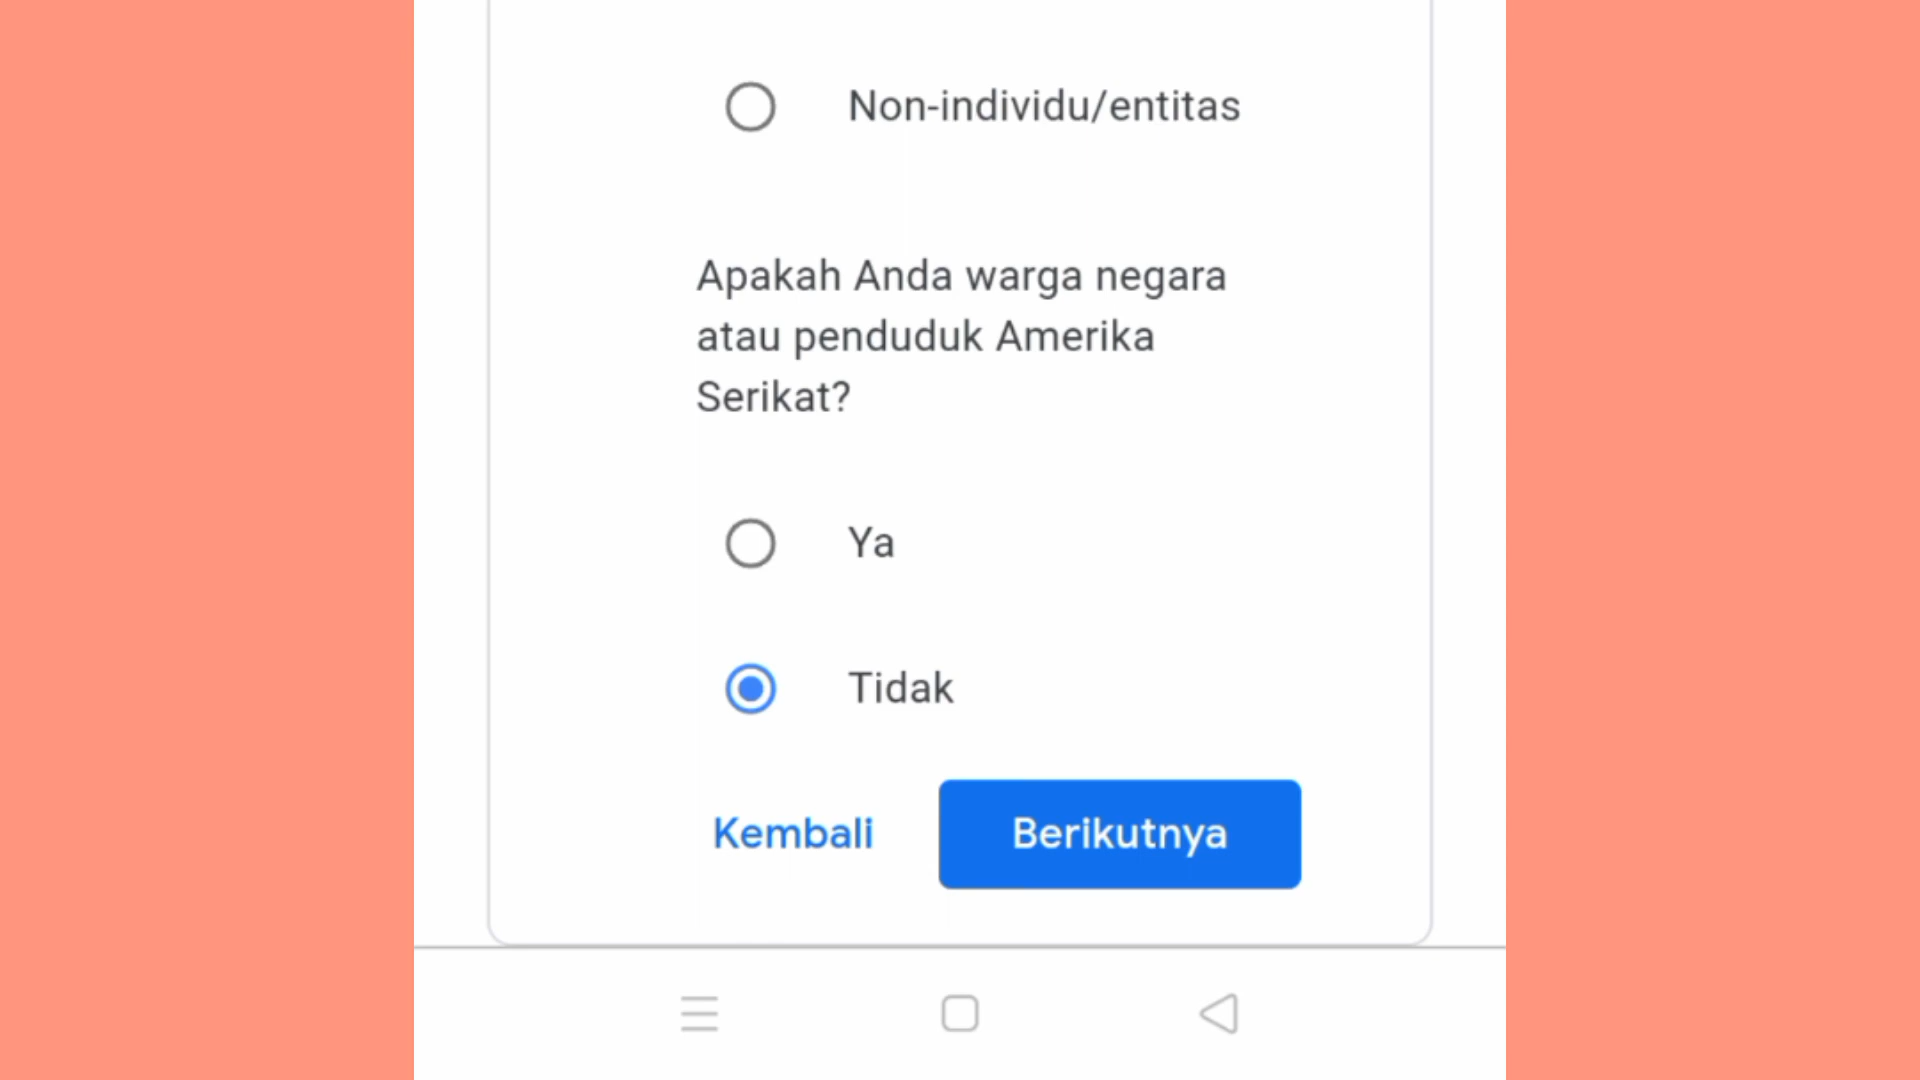 Non-individu/entitas
Apakah Anda warga negara
atau penduduk Amerika
Serikat?
Ya
Tidak
Kembali
Berikutnya